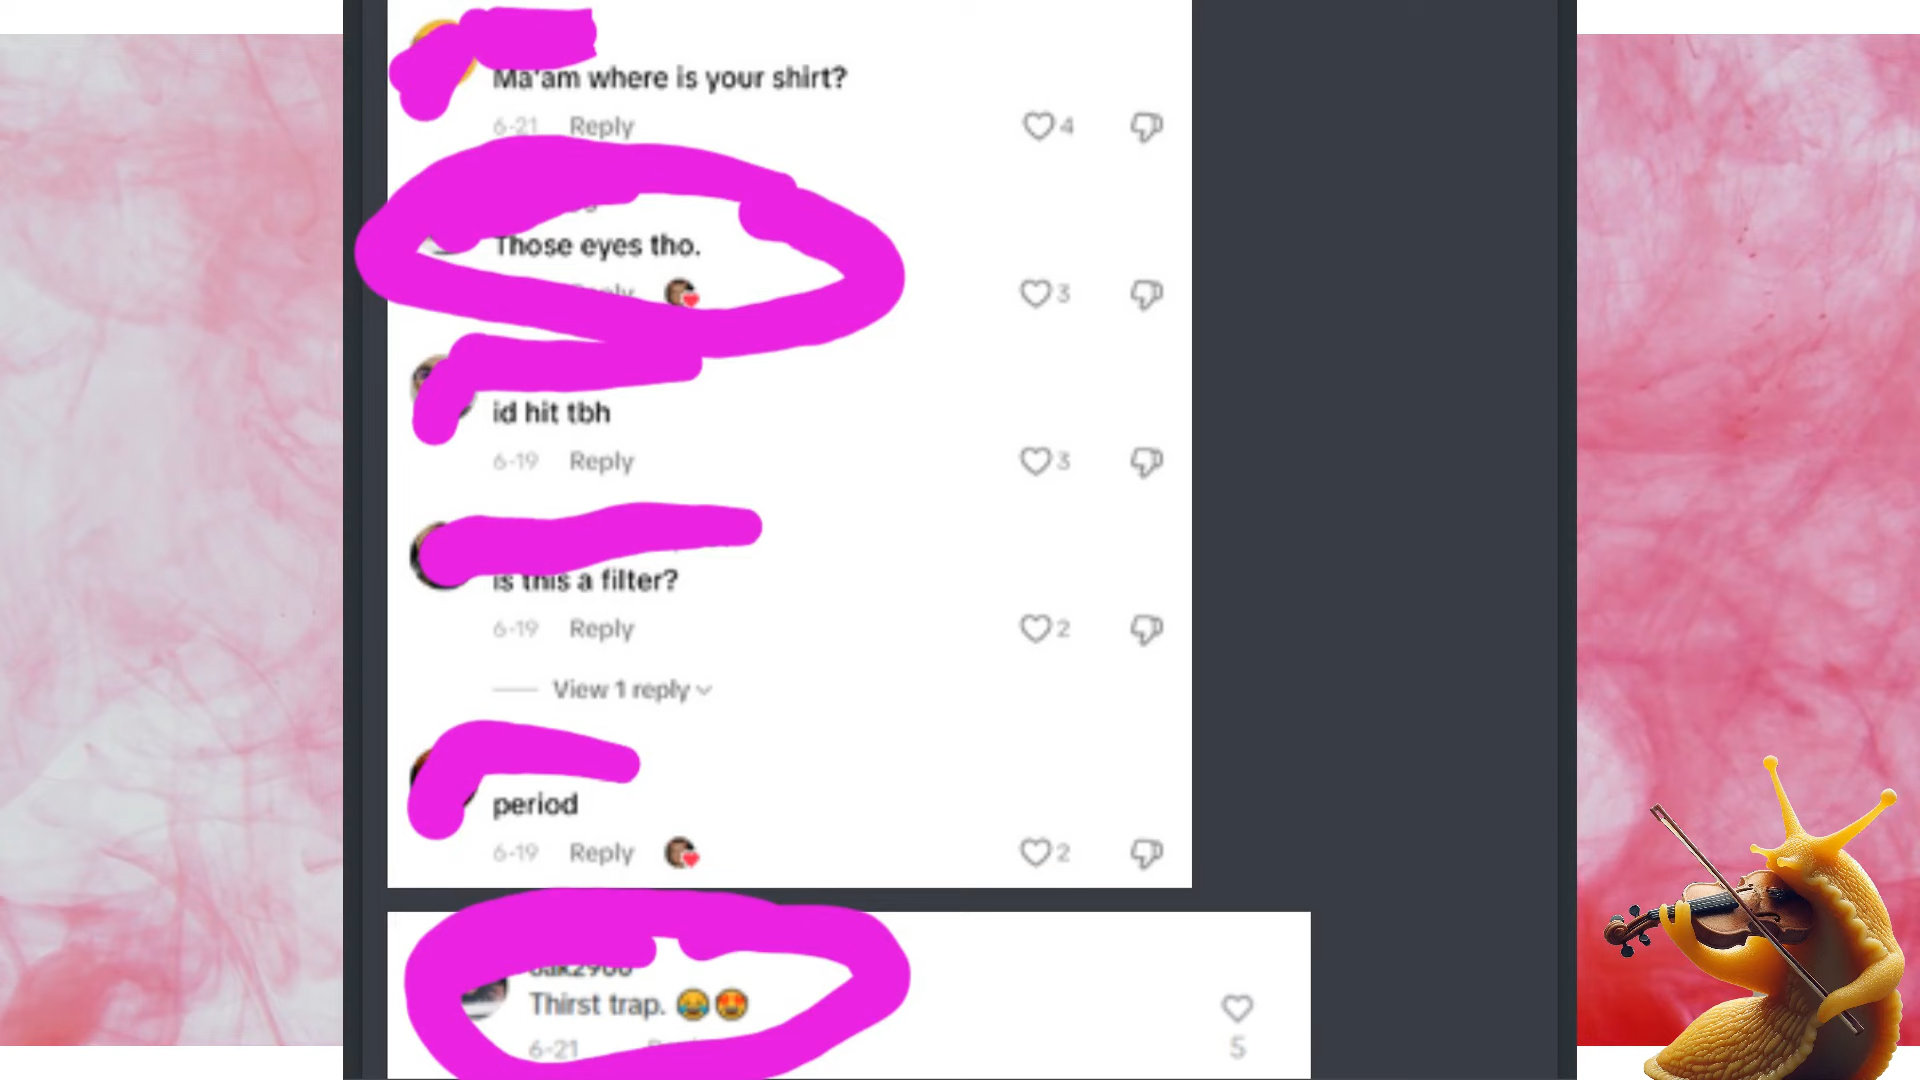 Ma'am where is your shirt?
6-21 Reply
4
Those eyes tho.
3
id hit tbh
6-19 Reply
3
is this a filter?
6-19 Reply
2
View 1 reply
period
6-19 Reply
2
Thirst trap. 😂😍
6-21
5